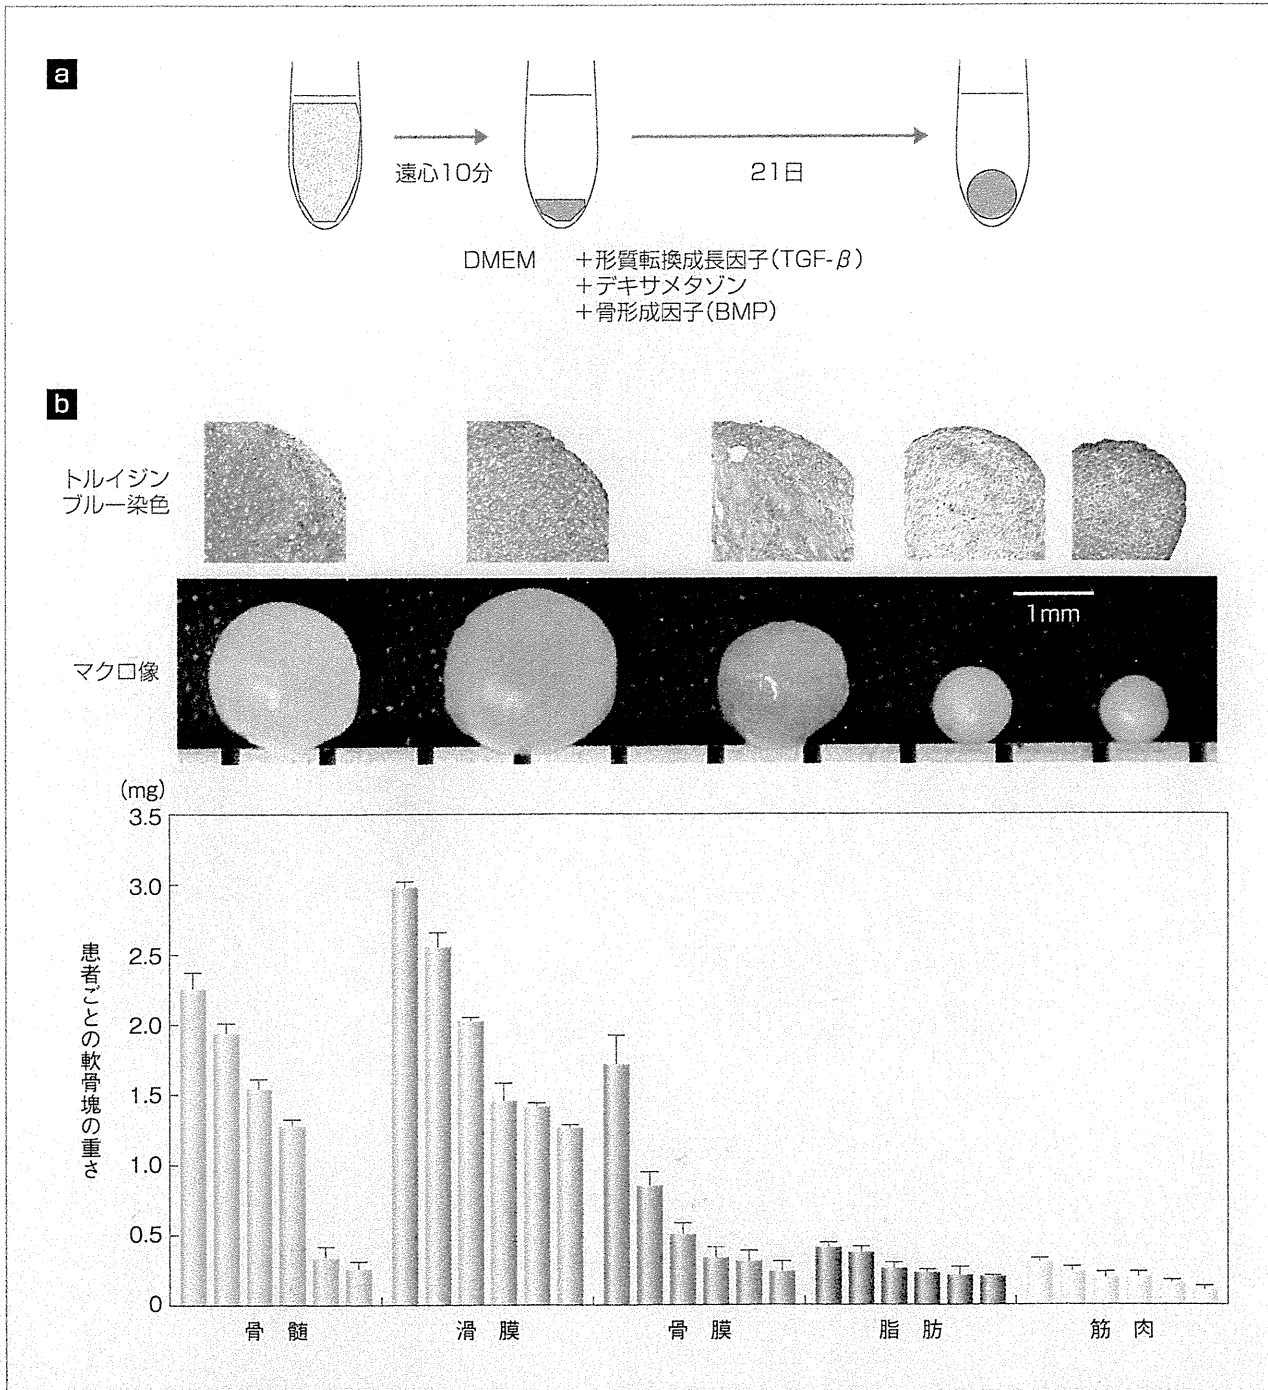 a
遠心10分
21日
DMEM +形質転換成長因子(TGF-β)
+デキサメタゾン
+骨形成因子(BMP)
b
トルイジン
ブルー染色
1mm
マクロ像
(mg)
3.5
3.0
2.5
2.0
1.5
1.0
0.5
0
患者ごとの軟骨塊の重さ
骨髄
滑膜
骨膜
脂肪
筋肉